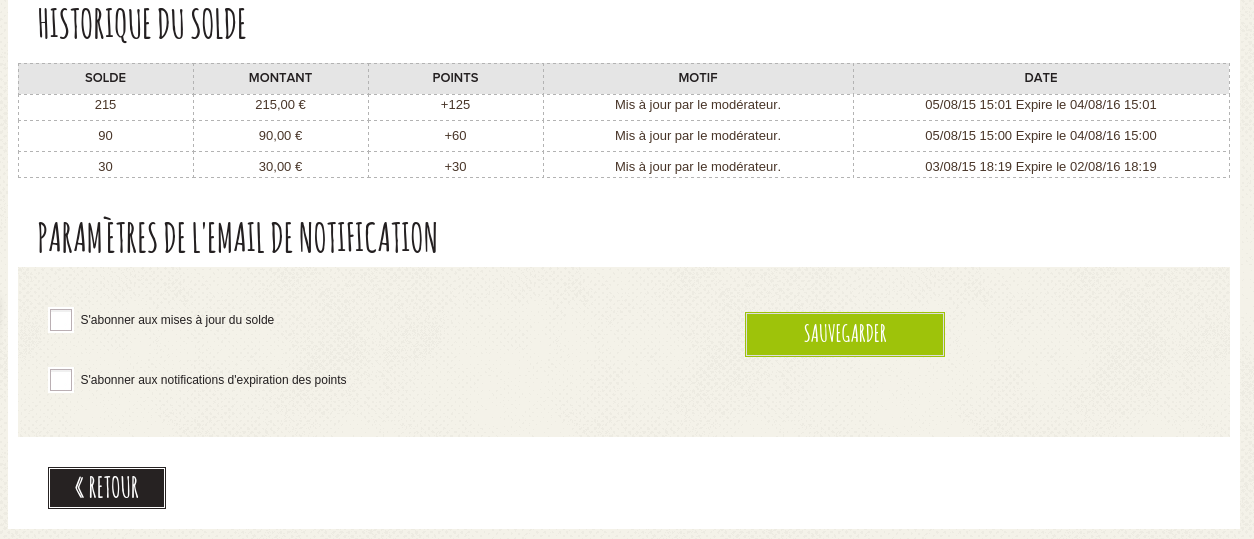 HISTORIQUE DU SOLDE
SOLDE MONTANT POINTS MOTIF DATE
215 215,00 € +125 Mis à jour par le modérateur. 05/08/15 15:01 Expire le 04/08/16 15:01
90 90,00 € +60 Mis à jour par le modérateur. 05/08/15 15:00 Expire le 04/08/16 15:00
30 30,00 € +30 Mis à jour par le modérateur. 03/08/15 18:19 Expire le 02/08/16 18:19
PARAMÈTRES DE L'EMAIL DE NOTIFICATION
S'abonner aux mises à jour du solde
SAUVEGARDER
S'abonner aux notifications d'expiration des points
« RETOUR